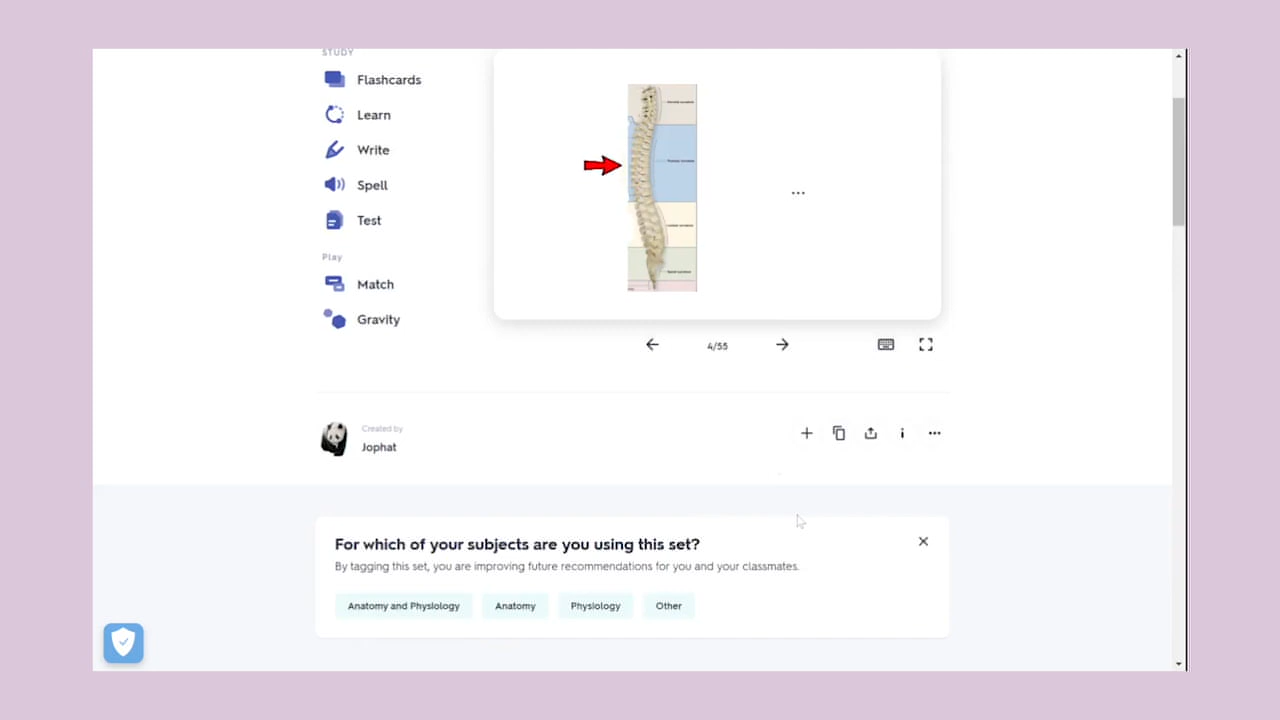 STUDY
Flashcards
Learn
Write
Spell
Test
Play
Match
Gravity
...
4/55
Created by
Jophat
For which of your subjects are you using this set?
By tagging this set, you are improving future recommendations for you and your classmates.
Anatomy and Physiology
Anatomy
Physiology
Other